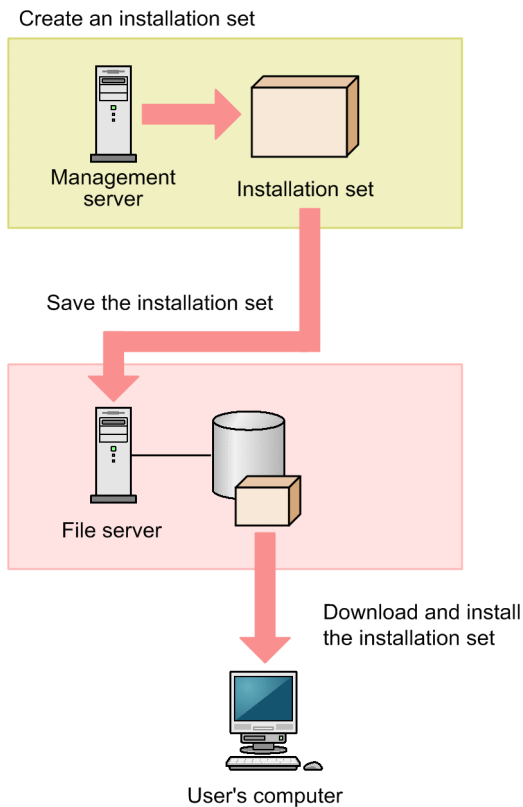 Create an installation set
Management
server
Installation set
Save the installation set
File server
Download and install
the installation set
User's computer